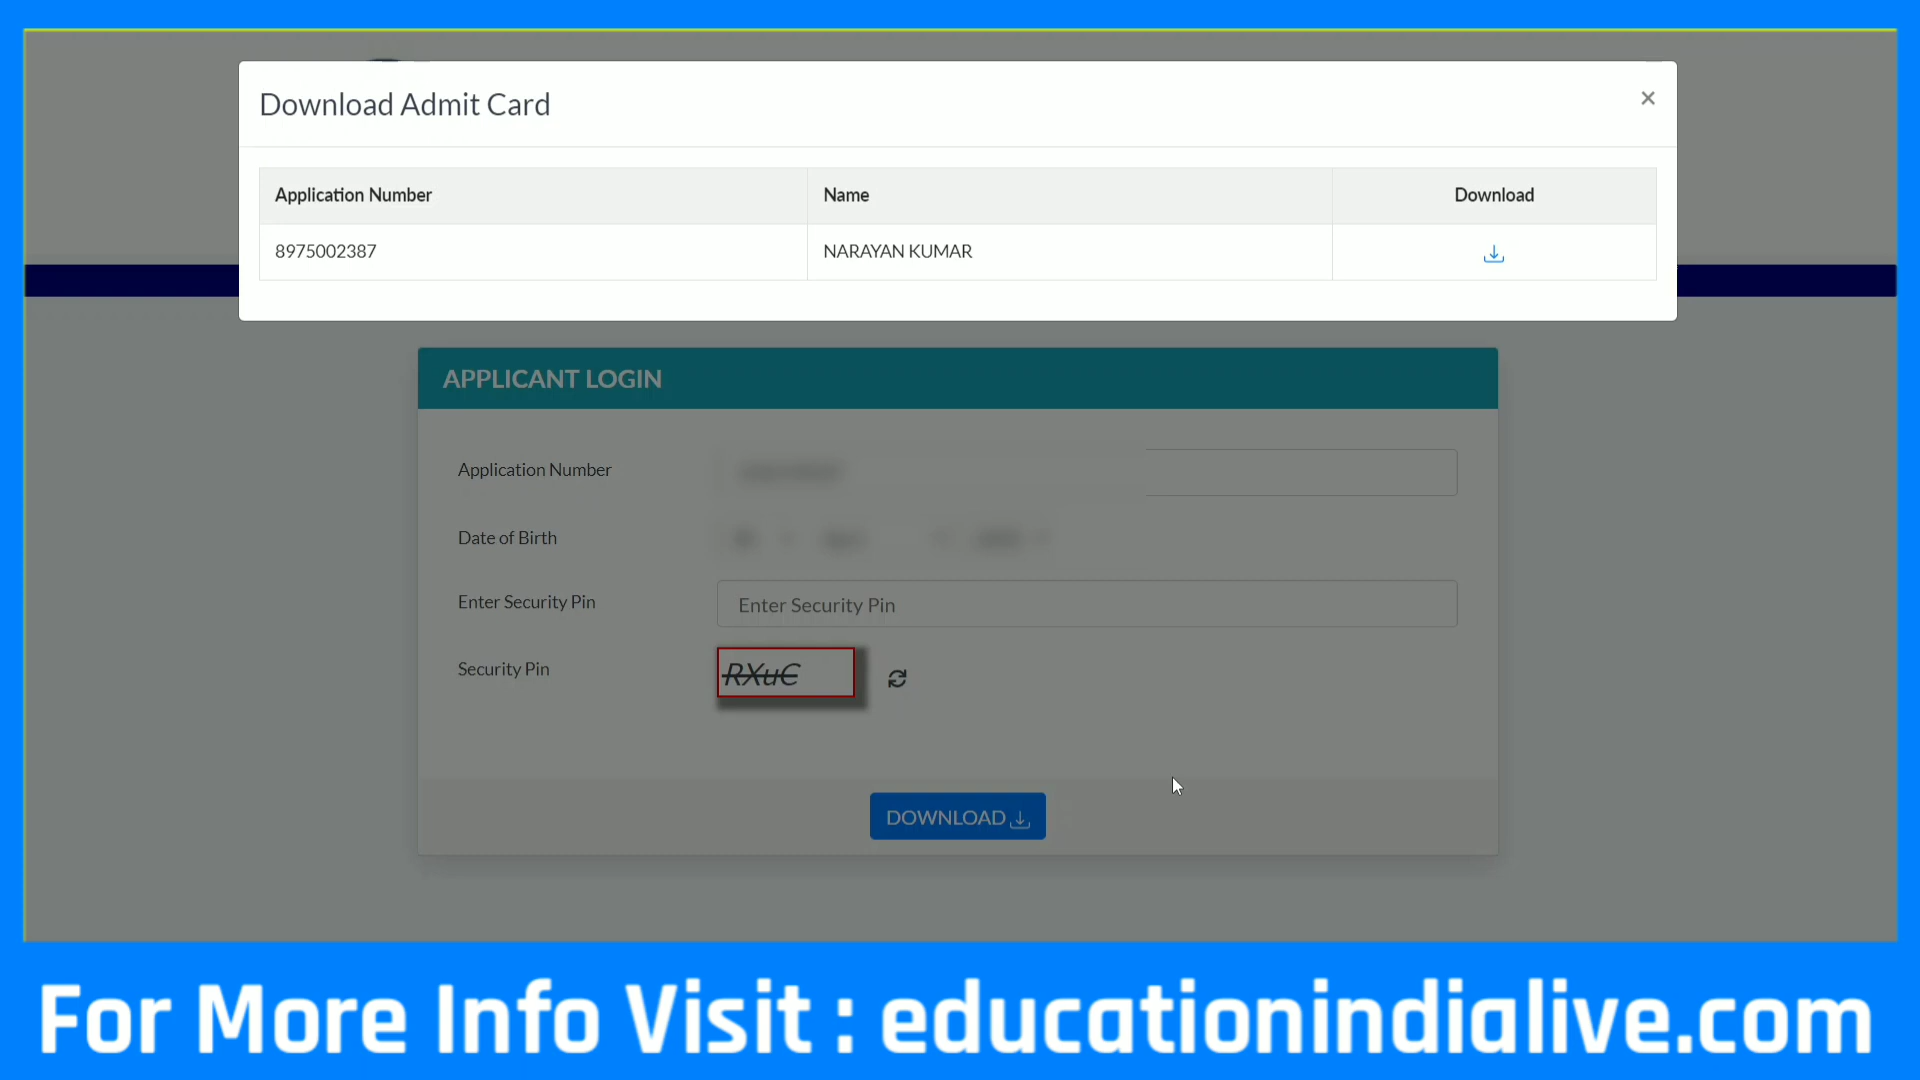 Download Admit Card ×
Application Number Name Download
8975002387 NARAYAN KUMAR
APPLICANT LOGIN
Application Number
Date of Birth
Enter Security Pin Enter Security Pin
Security Pin RXuC
DOWNLOAD
For More Info Visit : educationindialive.com